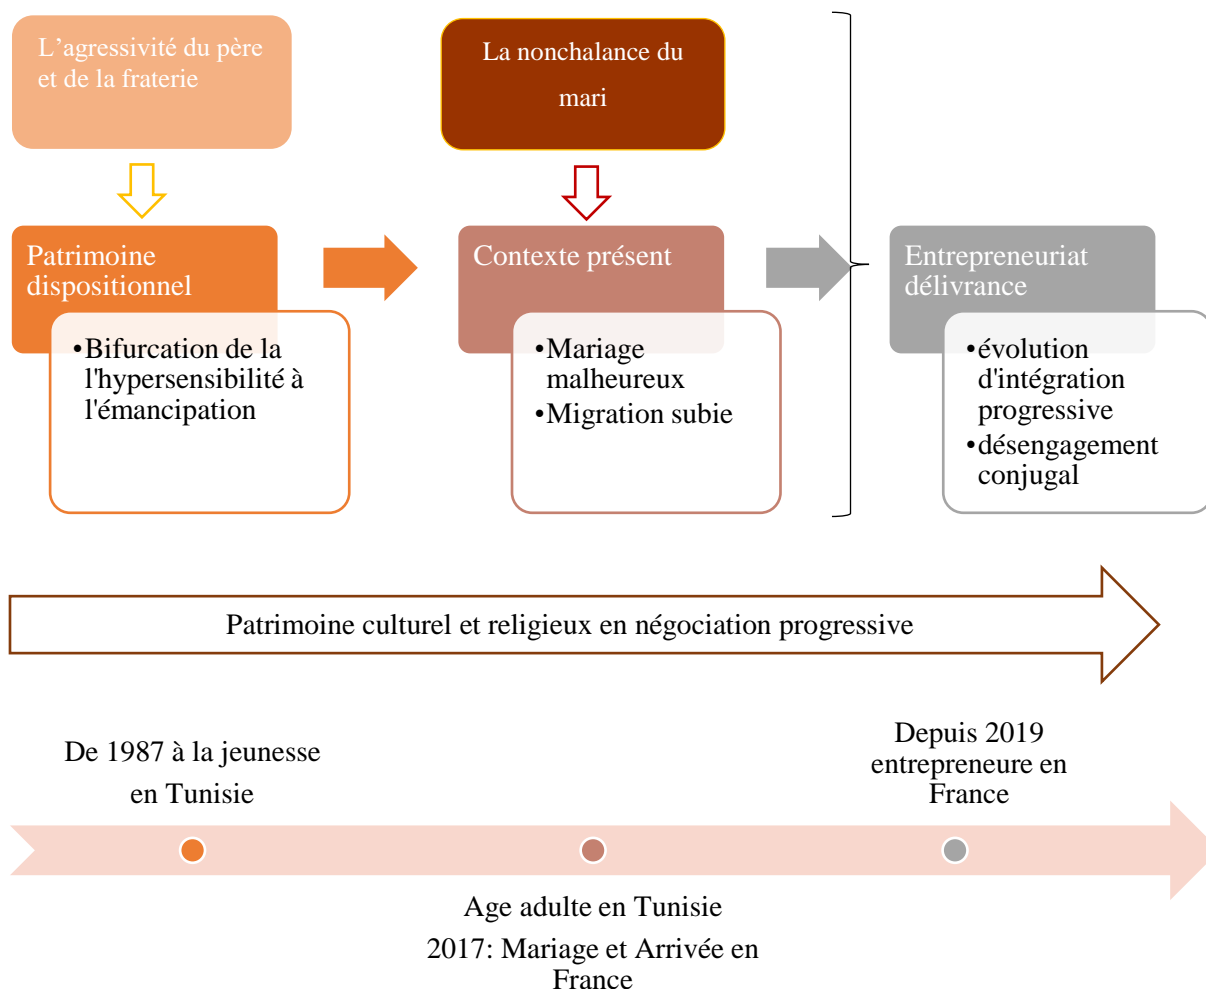 L’agressivité du père
et de la fraterie
La nonchalance du
mari
Patrimoine
dispositionnel
•Bifurcation de la
l'hypersensibilité à
l'émancipation
Contexte présent
•Mariage
malheureux
•Migration subie
Entrepreneuriat
délivrance
•évolution
d'intégration
progressive
•désengagement
conjugal
Patrimoine culturel et religieux en négociation progressive
De 1987 à la jeunesse
en Tunisie
Age adulte en Tunisie
2017: Mariage et Arrivée en
France
Depuis 2019
entrepreneure en
France